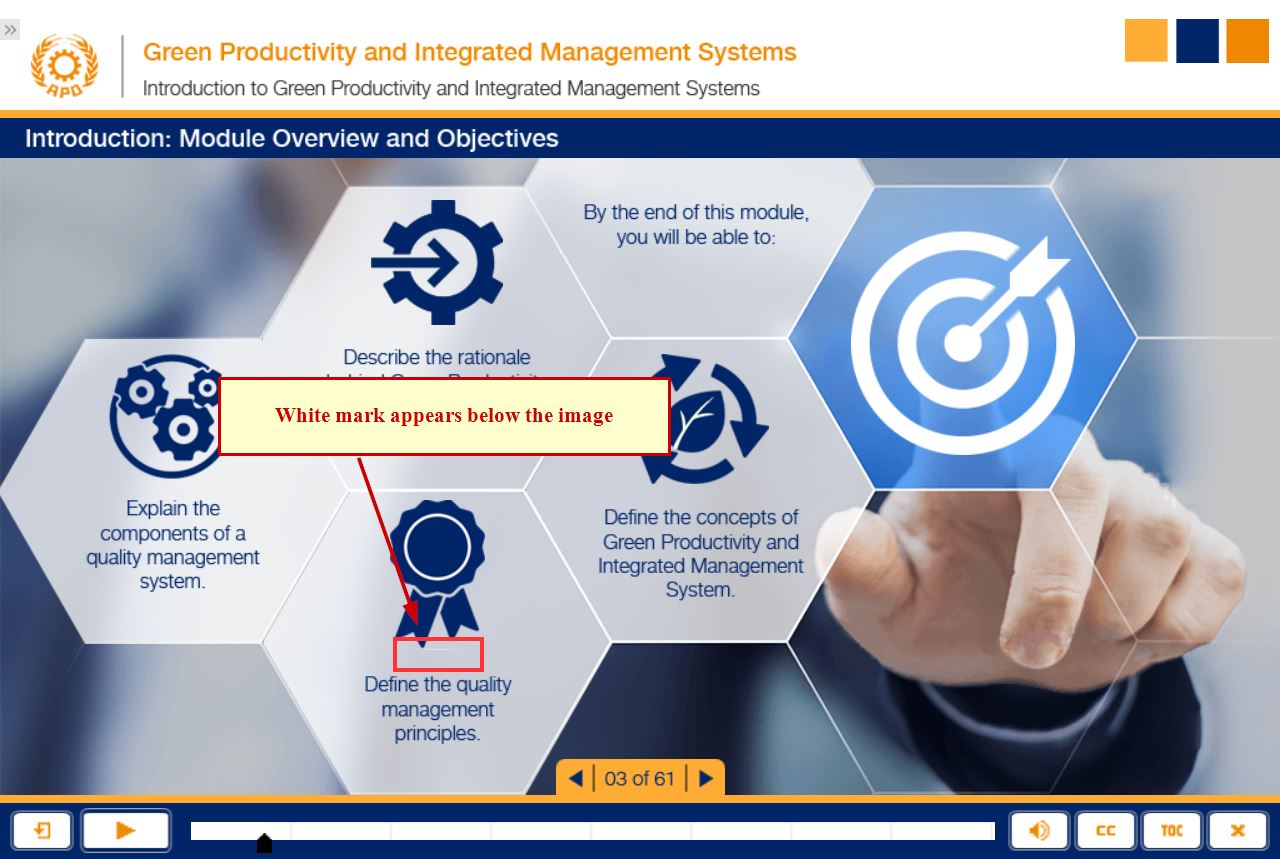 Green Productivity and Integrated Management Systems
APO
Introduction to Green Productivity and Integrated Management Systems
Introduction: Module Overview and Objectives
By the end of this module,
you will be able to:
Describe the rationale
White mark appears below the image
Explain the
components of a
quality management
system.
Define the concepts of
Green Productivity and
Integrated Management
System.
Define the quality
management
principles.
03 of 61
CC
TOC